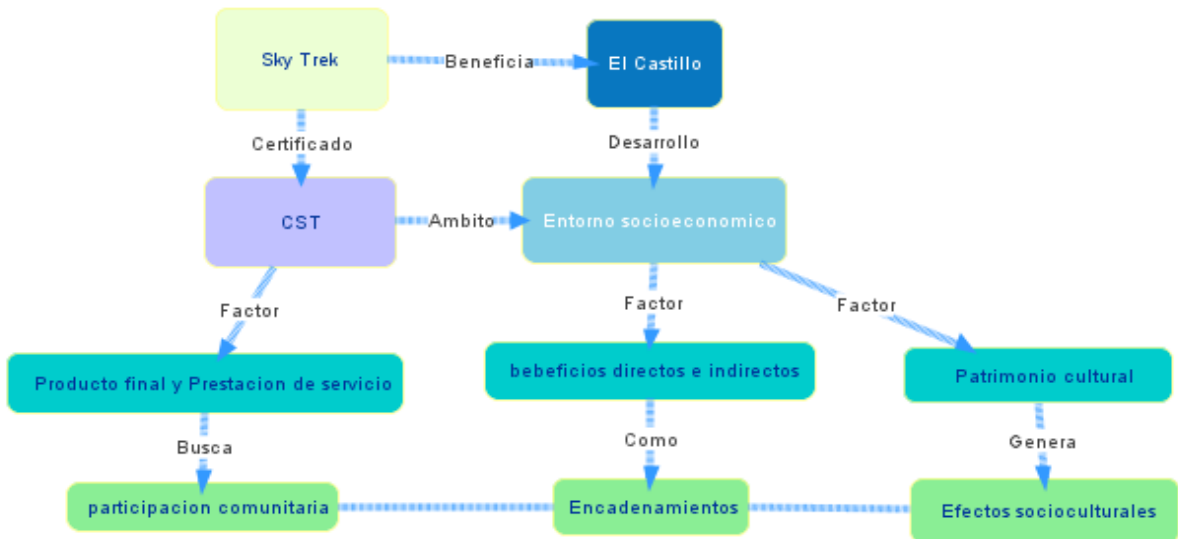 Sky Trek
Beneficia
El Castillo
Certificado
Desarrollo
CST
Ambito
Entorno socioeconomico
Factor
Factor
Factor
Producto final y Prestacion de servicio
bebeficios directos e indirectos
Patrimonio cultural
Busca
Como
Genera
participacion comunitaria
Encadenamientos
Efectos socioculturales